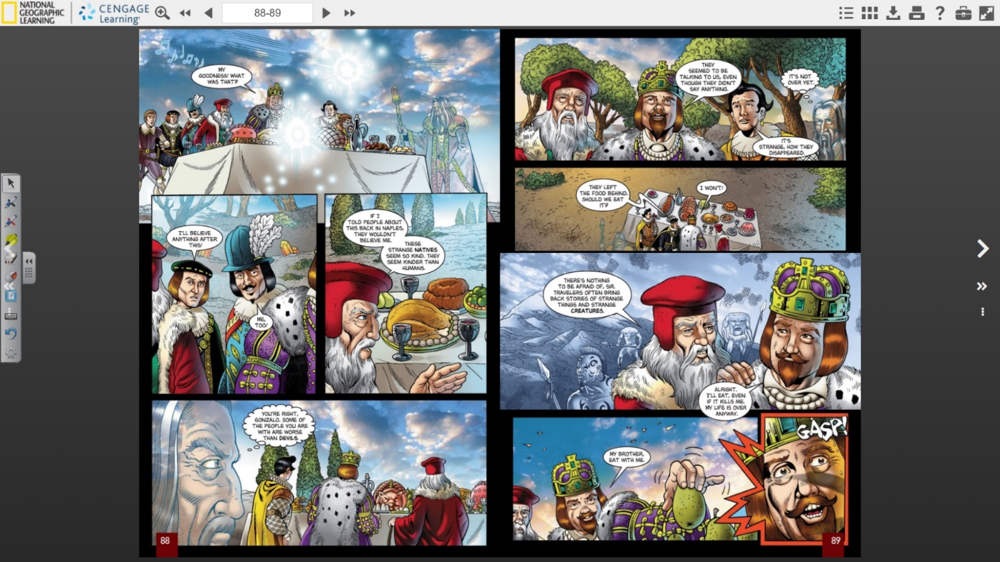 NATIONAL
GEOGRAPHIC
LEARNING
CENGAGE
Learning
88-89
?
MY
GOODNESS! WHAT
WAS THAT?
I'LL BELIEVE
ANYTHING AFTER
THIS!
ME,
TOO!
IF I
TOLD PEOPLE ABOUT
THIS BACK IN NAPLES,
THEY WOULDN'T
BELIEVE ME.
THESE
STRANGE NATIVES
SEEM SO KIND. THEY
SEEM KINDER THAN
HUMANS.
YOU'RE RIGHT,
GONZALO. SOME OF
THE PEOPLE YOU ARE
WITH ARE WORSE
THAN DEVILS.
88
THEY
SEEMED TO BE
TALKING TO US, EVEN
THOUGH THEY DIDN'T
SAY ANYTHING.
IT'S NOT
OVER YET.
IT'S
STRANGE, HOW THEY
DISAPPEARED.
THEY LEFT
THE FOOD BEHIND.
SHOULD WE EAT
IT?
I WON'T!
THERE'S NOTHING
TO BE AFRAID OF, SIR.
TRAVELERS OFTEN BRING
BACK STORIES OF STRANGE
THINGS AND STRANGE
CREATURES.
ALRIGHT.
I'LL EAT, EVEN
IF IT KILLS ME.
MY LIFE IS OVER
ANYWAY.
MY BROTHER,
EAT WITH ME.
GASP!
89